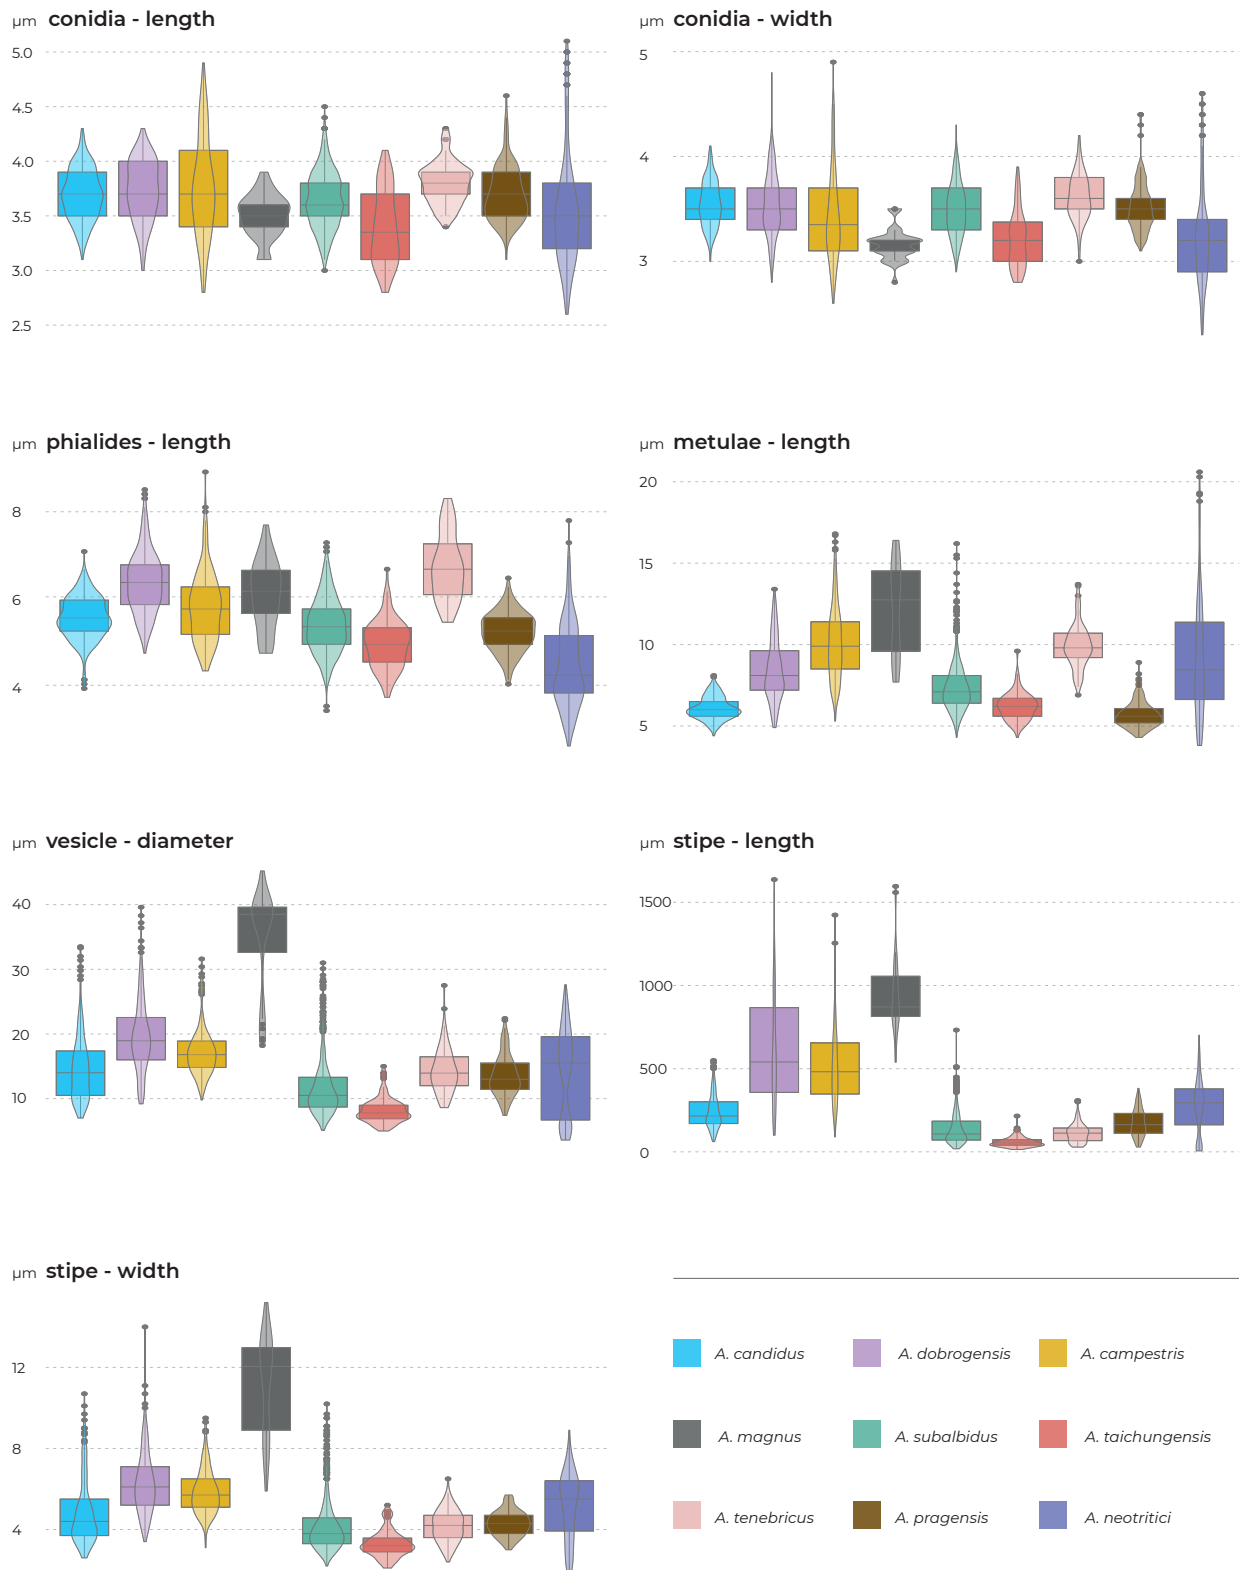 µm conidia - length
5.0
4.5
4.0
3.5
3.0
2.5
µm conidia - width
5
4
3
µm phialides - length
8
6
4
µm metulae - length
20
15
10
5
µm vesicle - diameter
40
30
20
10
µm stipe - length
1500
1000
500
0
µm stipe - width
12
8
4
A. candidus A. dobrogensis A. campestris
A. magnus A. subalbidus A. taichungensis
A. tenebricus A. pragensis A. neotritici